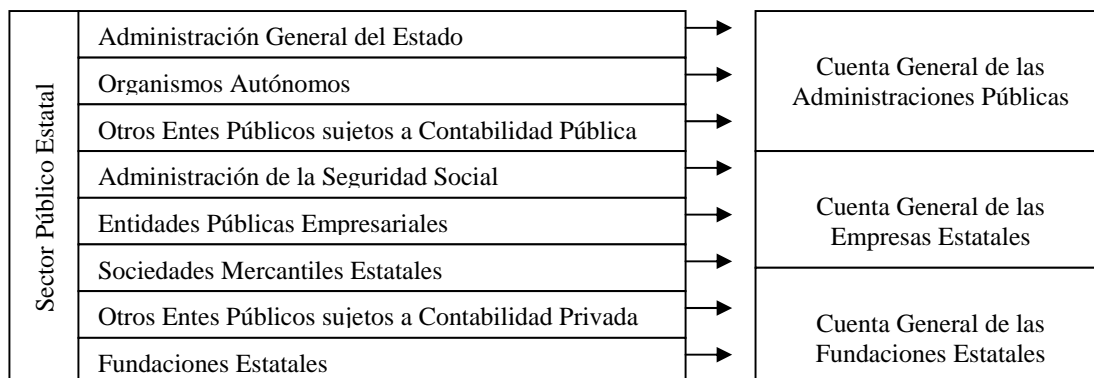 Sector Público Estatal
Administración General del Estado
Organismos Autónomos
Otros Entes Públicos sujetos a Contabilidad Pública
Administración de la Seguridad Social
Entidades Públicas Empresariales
Sociedades Mercantiles Estatales
Otros Entes Públicos sujetos a Contabilidad Privada
Fundaciones Estatales
Cuenta General de las
Administraciones Públicas
Cuenta General de las
Empresas Estatales
Cuenta General de las
Fundaciones Estatales